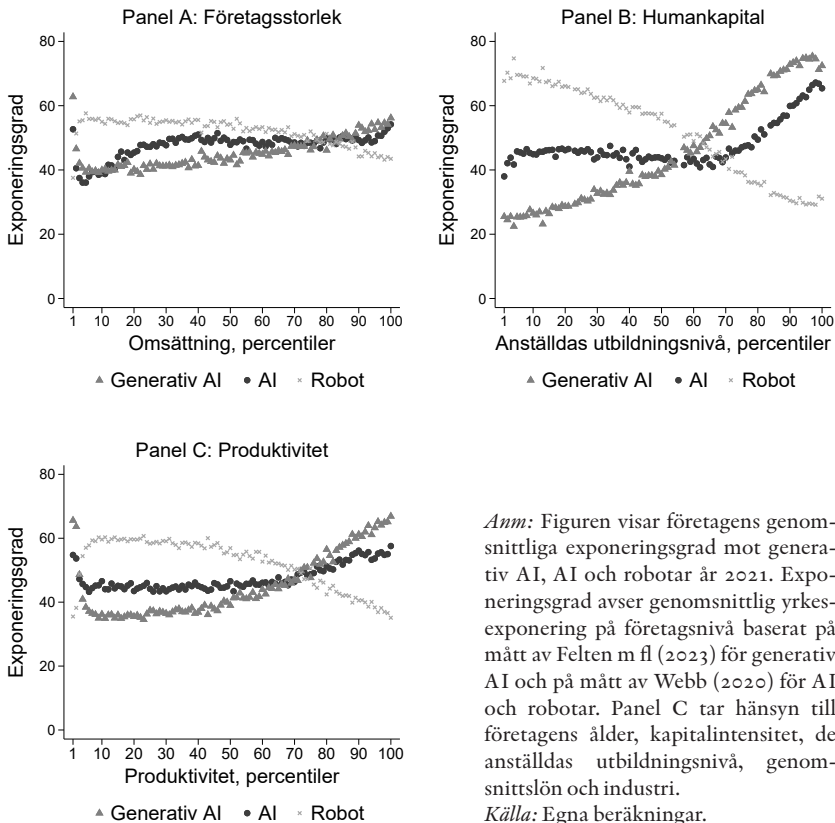 Panel A: Företagsstorlek
80
60
40
20
0
Exponeringsgrad
1 10 20 30 40 50 60 70 80 90 100
Omsättning, percentiler
Generativ AI AI Robot
Panel B: Humankapital
80
60
40
20
0
Exponeringsgrad
1 10 20 30 40 50 60 70 80 90 100
Anställdas utbildningsnivå, percentiler
Generativ AI AI Robot
Panel C: Produktivitet
80
60
40
20
0
Exponeringsgrad
1 10 20 30 40 50 60 70 80 90 100
Produktivitet, percentiler
Generativ AI AI Robot
Anm: Figuren visar företagens genom-
snittliga exponeringsgrad mot genera-
tiv AI, AI och robotar år 2021. Expo-
neringsgrad avser genomsnittlig yrkes-
exponering på företagsnivå baserat på
mått av Felten m fl (2023) för generativ
AI och på mått av Webb (2020) för AI
och robotar. Panel C tar hänsyn till
företagens ålder, kapitalintensitet, de
anställdas utbildningsnivå, genom-
snittslön och industri.
Källa: Egna beräkningar.